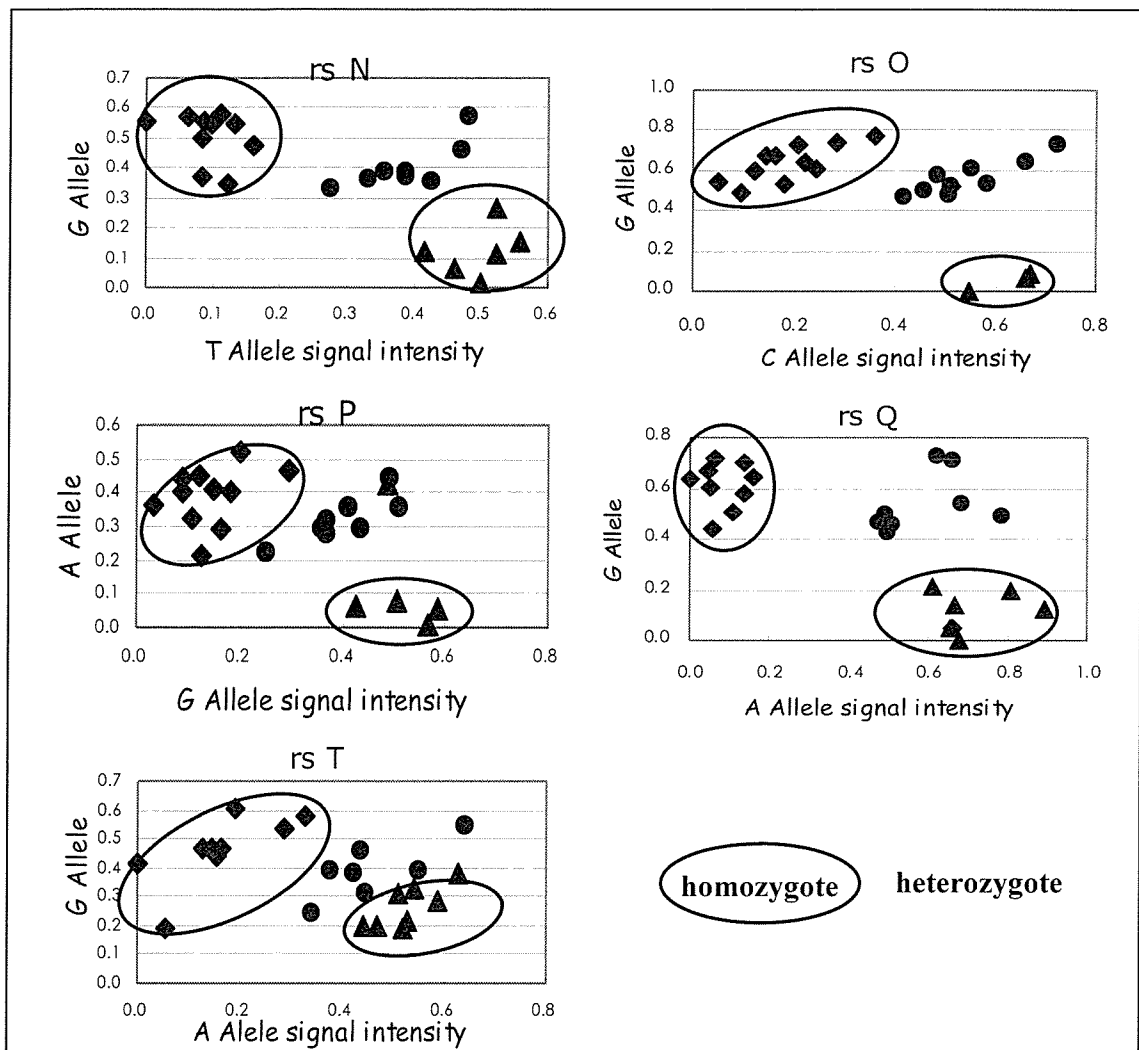 rs N
0.7
0.6
0.5
0.4
0.3
0.2
0.1
0.0
G Allele
0.0 0.1 0.2 0.3 0.4 0.5 0.6
T Allele signal intensity
rs O
1.0
0.8
0.6
0.4
0.2
0.0
G Allele
0.0 0.2 0.4 0.6 0.8
C Allele signal intensity
rs P
0.6
0.5
0.4
0.3
0.2
0.1
0.0
A Allele
0.0 0.2 0.4 0.6 0.8
G Allele signal intensity
rs Q
0.8
0.6
0.4
0.2
0.0
G Allele
0.0 0.2 0.4 0.6 0.8 1.0
A Allele signal intensity
rs T
0.7
0.6
0.5
0.4
0.3
0.2
0.1
0.0
G Allele
0.0 0.2 0.4 0.6 0.8
A Alele signal intensity
homozygote heterozygote